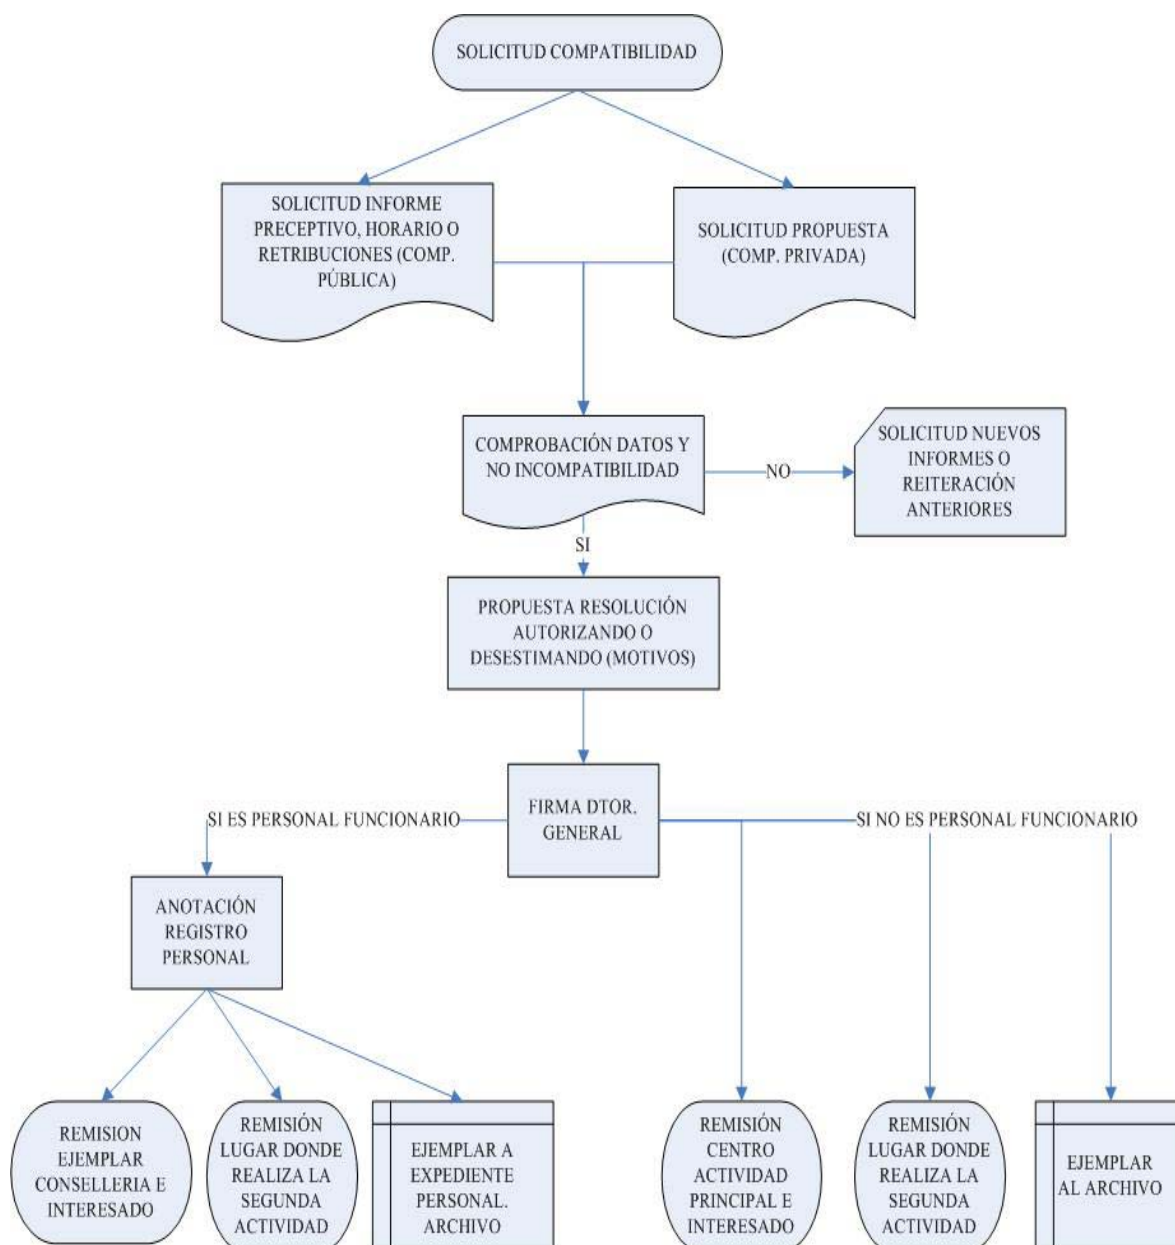 SOLICITUD COMPATIBILIDAD
SOLICITUD INFORME
PRECEPTIVO, HORARIO O
RETRIBUCIONES (COMP.
PÚBLICA)
SOLICITUD PROPUESTA
(COMP. PRIVADA)
COMPROBACIÓN DATOS Y
NO INCOMPATIBILIDAD
NO
SOLICITUD NUEVOS
INFORMES O
REITERACIÓN
ANTERIORES
SI
PROPUESTA RESOLUCIÓN
AUTORIZANDO O
DESESTIMANDO (MOTIVOS)
FIRMA DTOR.
GENERAL
SI ES PERSONAL FUNCIONARIO
SI NO ES PERSONAL FUNCIONARIO
ANOTACIÓN
REGISTRO
PERSONAL
REMISION
EJEMPLAR
CONSELLERIA E
INTERESADO
REMISIÓN
LUGAR DONDE
REALIZA LA
SEGUNDA
ACTIVIDAD
EJEMPLAR A
EXPEDIENTE
PERSONAL.
ARCHIVO
REMISIÓN
CENTRO
ACTIVIDAD
PRINCIPAL E
INTERESADO
REMISIÓN
LUGAR DONDE
REALIZA LA
SEGUNDA
ACTIVIDAD
EJEMPLAR
AL ARCHIVO